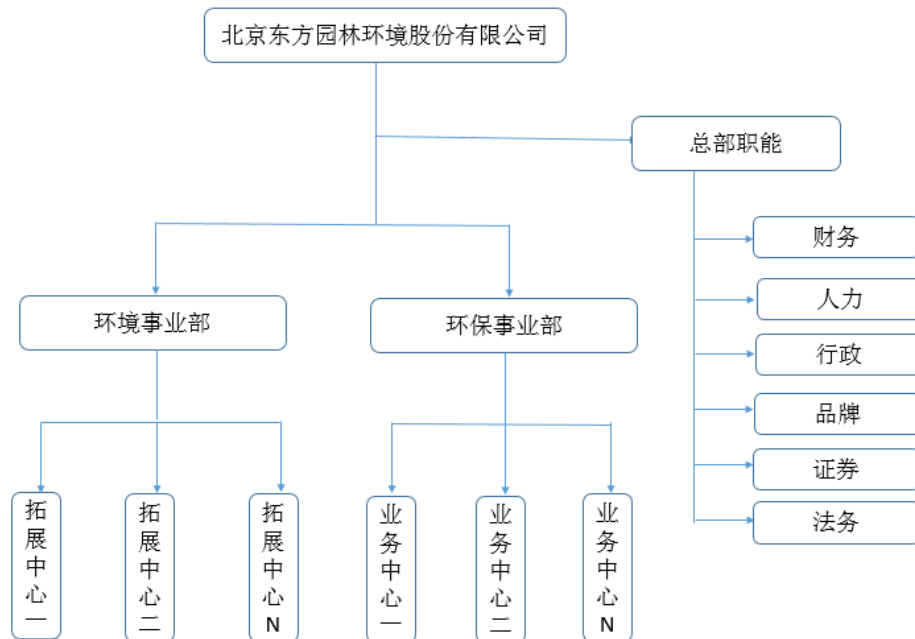 北京东方园林环境股份有限公司
总部职能
财务
人力
行政
品牌
证券
法务
环境事业部
环保事业部
拓展中心一
拓展中心二
拓展中心N
业务中心一
业务中心二
业务中心N